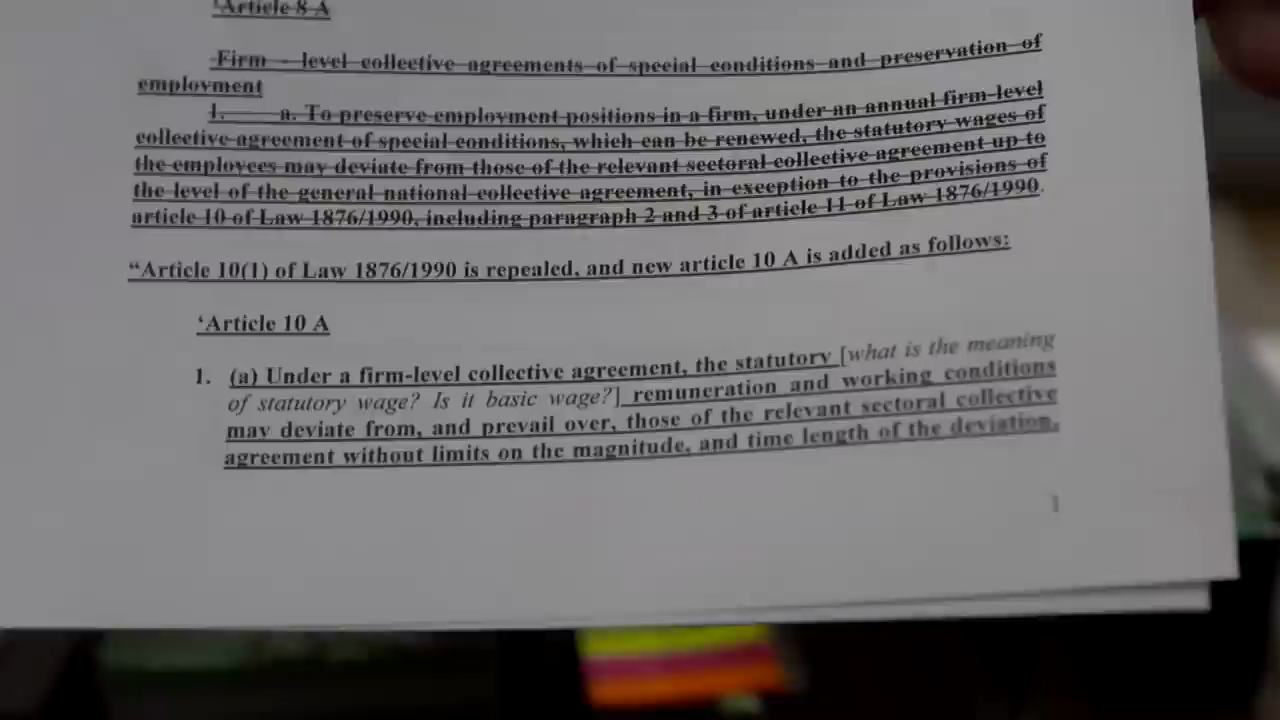 ‘Article 8 A
Firm – level collective agreements of special conditions and preservation of
employment
1. a. To preserve employment positions in a firm, under an annual firm-level
collective agreement of special conditions, which can be renewed, the statutory wages of
the employees may deviate from those of the relevant sectoral collective agreement up to
the level of the general national collective agreement, in exception to the provisions of
article 10 of Law 1876/1990, including paragraph 2 and 3 of article 11 of Law 1876/1990.
“Article 10(1) of Law 1876/1990 is repealed, and new article 10 A is added as follows:
‘Article 10 A
1. (a) Under a firm-level collective agreement, the statutory [what is the meaning
of statutory wage? Is it basic wage?] remuneration and working conditions
may deviate from, and prevail over, those of the relevant sectoral collective
agreement without limits on the magnitude, and time length of the deviation.
1